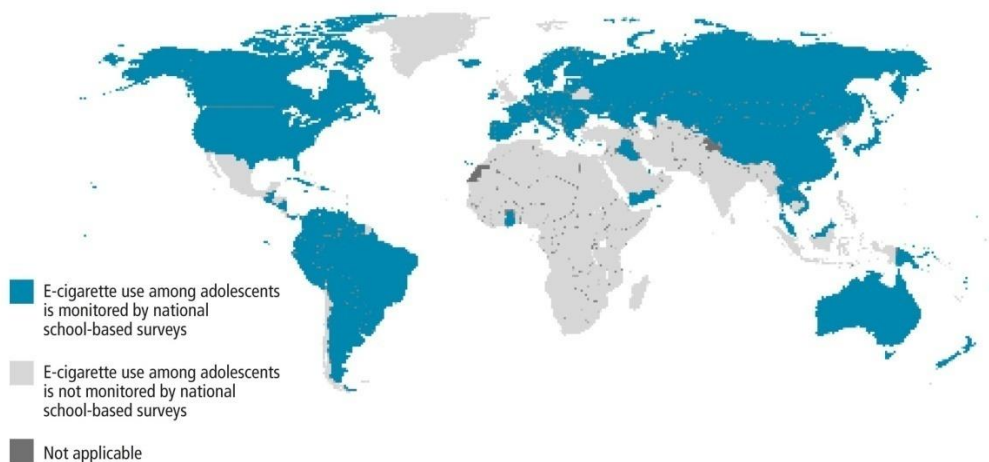 E-cigarette use among adolescents
is monitored by national
school-based surveys
E-cigarette use among adolescents
is not monitored by national
school-based surveys
Not applicable